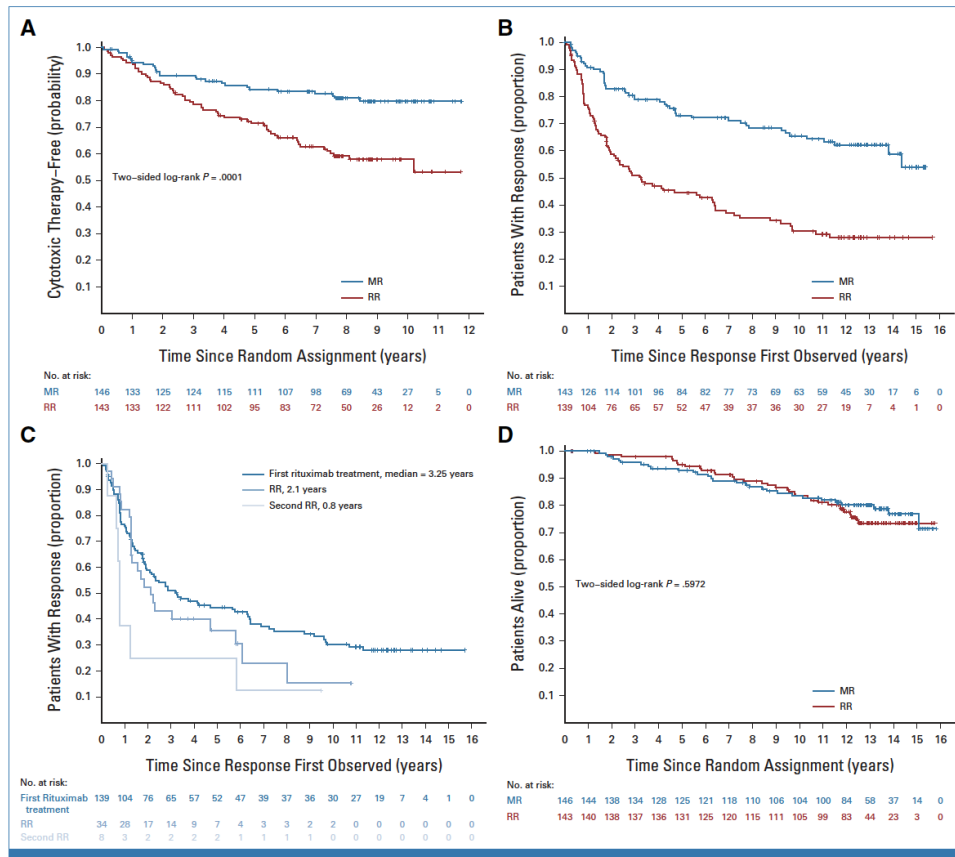 A
Cytotoxic Therapy–Free (probability)
1.0
0.9
0.8
0.7
0.6
0.5
0.4
0.3
0.2
0.1
Two-sided log-rank P = .0001
MR
RR
0 1 2 3 4 5 6 7 8 9 10 11 12
Time Since Random Assignment (years)
No. at risk:
MR 146 133 125 124 115 111 107 98 69 43 27 5 0
RR 143 133 122 111 102 95 83 72 50 26 12 2 0
B
Patients With Response (proportion)
1.0
0.9
0.8
0.7
0.6
0.5
0.4
0.3
0.2
0.1
MR
RR
0 1 2 3 4 5 6 7 8 9 10 11 12 13 14 15 16
Time Since Response First Observed (years)
No. at risk:
MR 143 126 114 101 96 84 82 77 73 69 63 59 45 30 17 6 0
RR 139 104 76 65 57 52 47 39 37 36 30 27 19 7 4 1 0
C
Patients With Response (proportion)
1.0
0.9
0.8
0.7
0.6
0.5
0.4
0.3
0.2
0.1
First rituximab treatment, median = 3.25 years
RR, 2.1 years
Second RR, 0.8 years
0 1 2 3 4 5 6 7 8 9 10 11 12 13 14 15 16
Time Since Response First Observed (years)
No. at risk:
First Rituximab 139 104 76 65 57 52 47 39 37 36 30 27 19 7 4 1 0
treatment
RR 34 28 17 14 9 7 4 3 3 2 2 0 0 0 0 0 0
Second RR 8 3 2 2 2 2 1 1 1 1 0 0 0 0 0 0 0
D
Patients Alive (proportion)
1.0
0.9
0.8
0.7
0.6
0.5
0.4
0.3
0.2
0.1
Two-sided log-rank P = .5972
MR
RR
0 1 2 3 4 5 6 7 8 9 10 11 12 13 14 15 16
Time Since Random Assignment (years)
No. at risk:
MR 146 144 138 134 128 125 121 118 110 106 104 100 84 58 37 14 0
RR 143 140 138 137 136 131 125 120 115 111 105 99 83 44 23 3 0